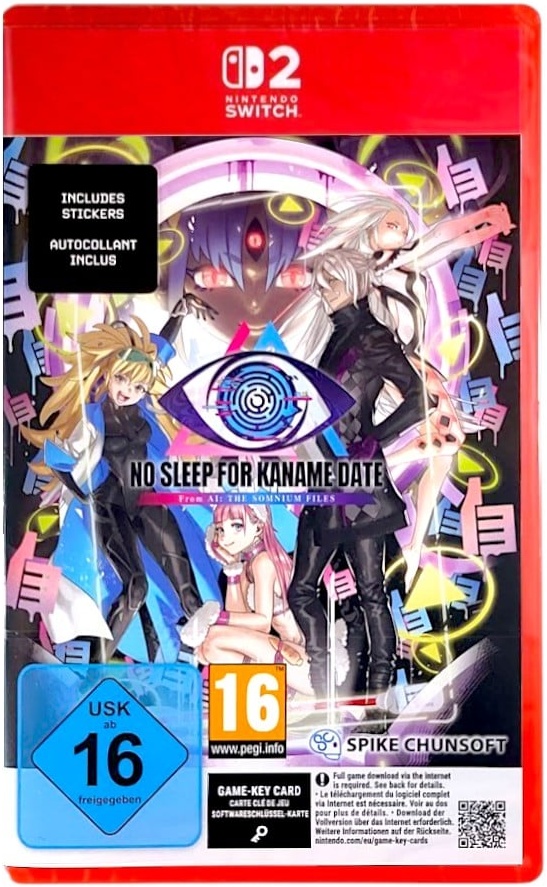 2
NINTENDO
SWITCH
INCLUDES
STICKERS
AUTOCOLLANT
INCLUS
NO SLEEP FOR KANAME DATE
From AI: THE SOMNIUM FILES
USK
ab
16
freigegeben
16
www.pegi.info
SPIKE CHUNSOFT
GAME-KEY CARD
CARTE CLÉ DE JEU
SOFTWARESCHLÜSSEL-KARTE
Full game download via the internet
is required. See back for details.
• Le téléchargement du logiciel complet
via Internet est nécessaire. Voir au dos
pour plus de détails. • Download der
Vollversion über das Internet erforderlich.
Weitere Informationen auf der Rückseite.
nintendo.com/eu/game-key-cards